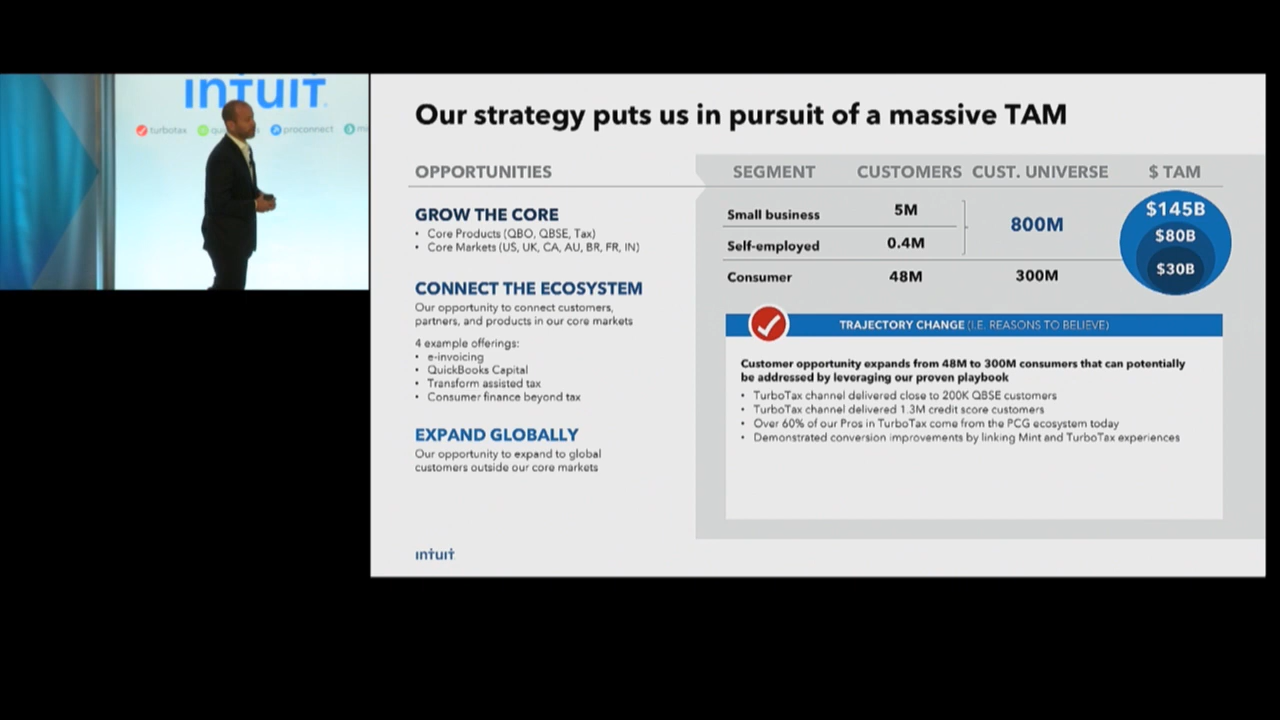 intuit
turbotax
proconnect
Our strategy puts us in pursuit of a massive TAM
OPPORTUNITIES
GROW THE CORE
• Core Products (QBO, QBSE, Tax)
• Core Markets (US, UK, CA, AU, BR, FR, IN)
CONNECT THE ECOSYSTEM
Our opportunity to connect customers,
partners, and products in our core markets
4 example offerings:
• e-invoicing
• QuickBooks Capital
• Transform assisted tax
• Consumer finance beyond tax
EXPAND GLOBALLY
Our opportunity to expand to global
customers outside our core markets
SEGMENT CUSTOMERS CUST. UNIVERSE $ TAM
Small business 5M
Self-employed 0.4M
800M
Consumer 48M 300M
$145B
$80B
$30B
TRAJECTORY CHANGE (I.E. REASONS TO BELIEVE)
Customer opportunity expands from 48M to 300M consumers that can potentially
be addressed by leveraging our proven playbook
• TurboTax channel delivered close to 200K QBSE customers
• TurboTax channel delivered 1.3M credit score customers
• Over 60% of our Pros in TurboTax come from the PCG ecosystem today
• Demonstrated conversion improvements by linking Mint and TurboTax experiences
intuit